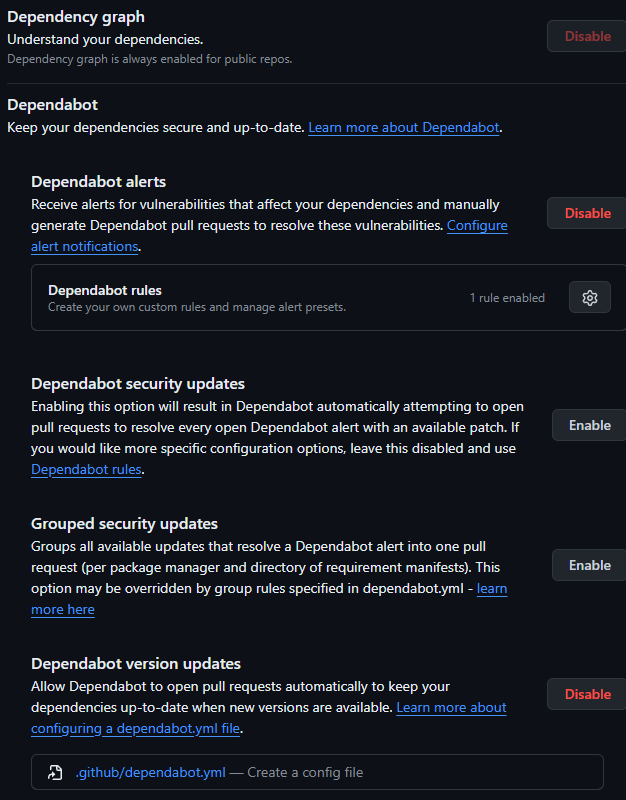 Dependency graph
Understand your dependencies.
Disable
Dependency graph is always enabled for public repos.
Dependabot
Keep your dependencies secure and up-to-date. Learn more about Dependabot.
Dependabot alerts
Receive alerts for vulnerabilities that affect your dependencies and manually
generate Dependabot pull requests to resolve these vulnerabilities. Configure
alert notifications.
Disable
Dependabot rules
Create your own custom rules and manage alert presets.
1 rule enabled
Dependabot security updates
Enabling this option will result in Dependabot automatically attempting to open
pull requests to resolve every open Dependabot alert with an available patch. If
you would like more specific configuration options, leave this disabled and use
Dependabot rules.
Enable
Grouped security updates
Groups all available updates that resolve a Dependabot alert into one pull
request (per package manager and directory of requirement manifests). This
option may be overridden by group rules specified in dependabot.yml - learn
more here
Enable
Dependabot version updates
Allow Dependabot to open pull requests automatically to keep your
dependencies up-to-date when new versions are available. Learn more about
configuring a dependabot.yml file.
Disable
.github/dependabot.yml — Create a config file